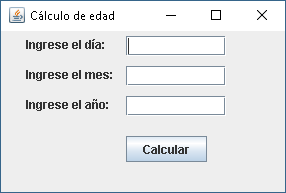 Cálculo de edad
Ingrese el día:
Ingrese el mes:
Ingrese el año:
Calcular